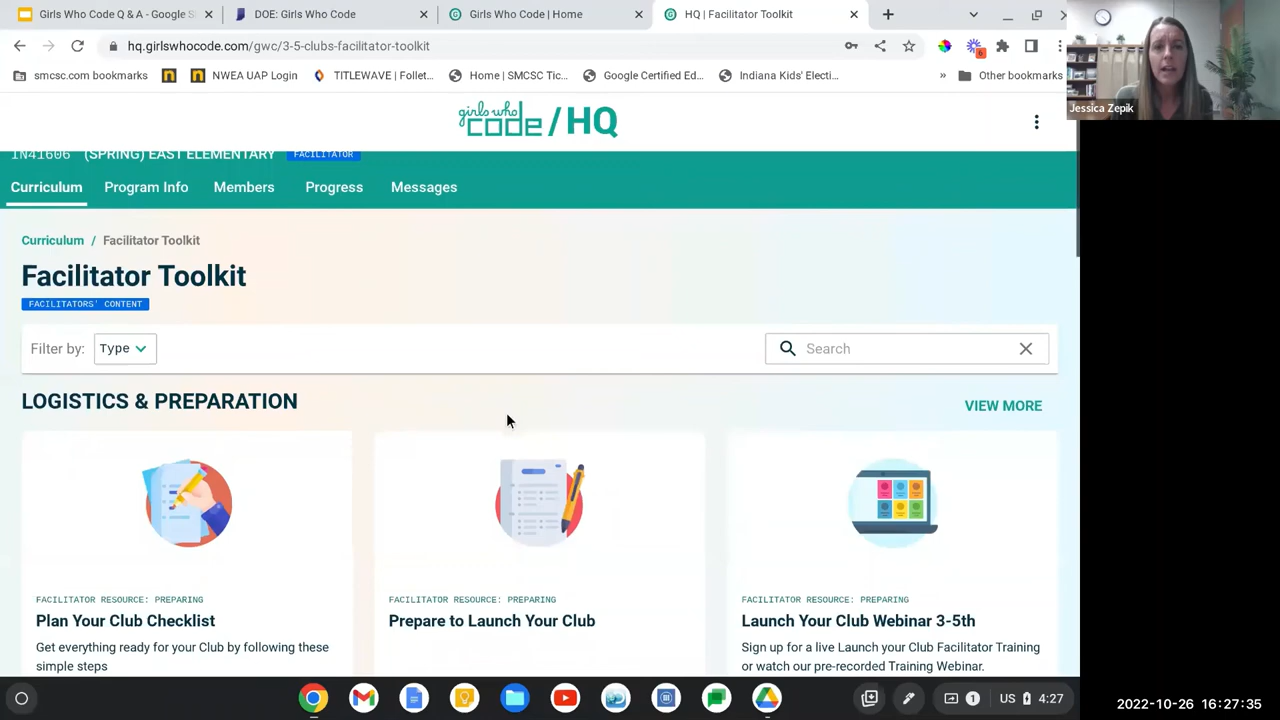 Girls Who Code Q & A - Google S
DOE: Girls Who Code
Girls Who Code | Home
HQ | Facilitator Toolkit
hq.girlswhocode.com/gwc/3-5-clubs-facilitator-toolkit
6
smcsc.com bookmarks
NWEA UAP Login
TITLEWAVE | Follet...
Home | SMCSC Tic...
Google Certified Ed...
Indiana Kids' Electi...
»
Other bookmarks
Jessica Zepik
girls who code / HQ
IN41606 (SPRING) EAST ELEMENTARY FACILITATOR
Curriculum Program Info Members Progress Messages
Curriculum / Facilitator Toolkit
Facilitator Toolkit
FACILITATORS' CONTENT
Filter by: Type
Search
LOGISTICS & PREPARATION
VIEW MORE
FACILITATOR RESOURCE: PREPARING
Plan Your Club Checklist
Get everything ready for your Club by following these
simple steps
FACILITATOR RESOURCE: PREPARING
Prepare to Launch Your Club
FACILITATOR RESOURCE: PREPARING
Launch Your Club Webinar 3-5th
Sign up for a live Launch your Club Facilitator Training
or watch our pre-recorded Training Webinar.
1
US
4:27
2022-10-26 16:27:35